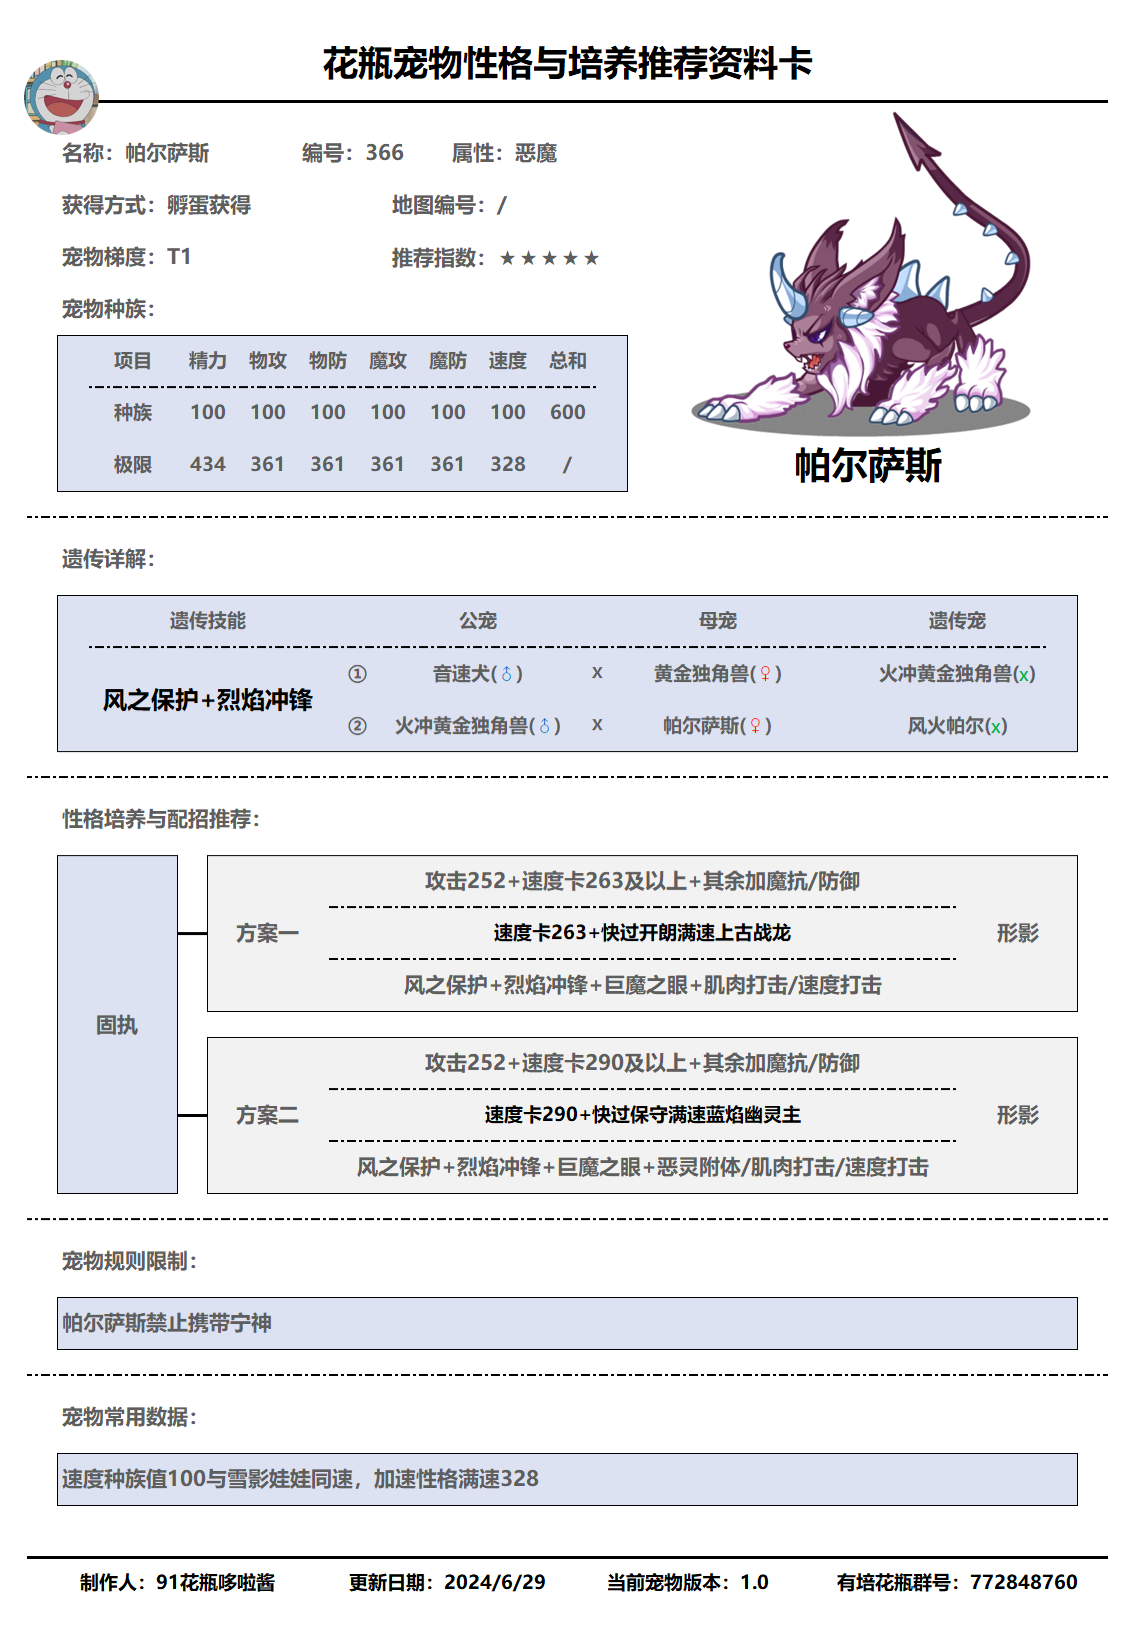 花瓶宠物性格与培养推荐资料卡
名称：帕尔萨斯 编号：366 属性：恶魔
获得方式：孵蛋获得 地图编号：/
宠物梯度：T1 推荐指数：★★★★★
宠物种族：
项目 精力 物攻 物防 魔攻 魔防 速度 总和
种族 100 100 100 100 100 100 600
极限 434 361 361 361 361 328 /
帕尔萨斯
遗传详解：
遗传技能 公宠 母宠 遗传宠
风之保护+烈焰冲锋
① 音速犬(♂) X 黄金独角兽(♀) 火冲黄金独角兽(x)
② 火冲黄金独角兽(♂) X 帕尔萨斯(♀) 风火帕尔(x)
性格培养与配招推荐：
固执
方案一
攻击252+速度卡263及以上+其余加魔抗/防御
速度卡263+快过开朗满速上古战龙
风之保护+烈焰冲锋+巨魔之眼+肌肉打击/速度打击
形影
方案二
攻击252+速度卡290及以上+其余加魔抗/防御
速度卡290+快过保守满速蓝焰幽灵主
风之保护+烈焰冲锋+巨魔之眼+恶灵附体/肌肉打击/速度打击
形影
宠物规则限制：
帕尔萨斯禁止携带宁神
宠物常用数据：
速度种族值100与雪影娃娃同速，加速性格满速328
制作人：91花瓶哆啦酱 更新日期：2024/6/29 当前宠物版本：1.0 有培花瓶群号：772848760